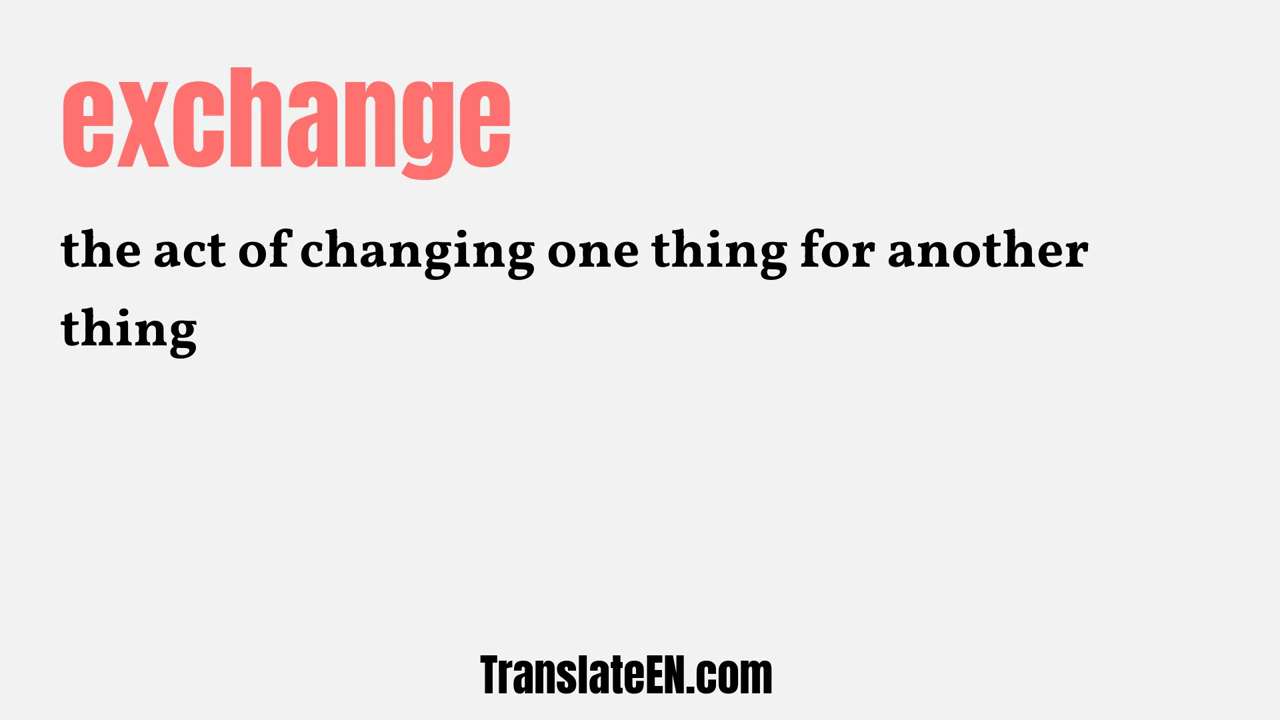 exchange
the act of changing one thing for another
thing
TranslateEN.com